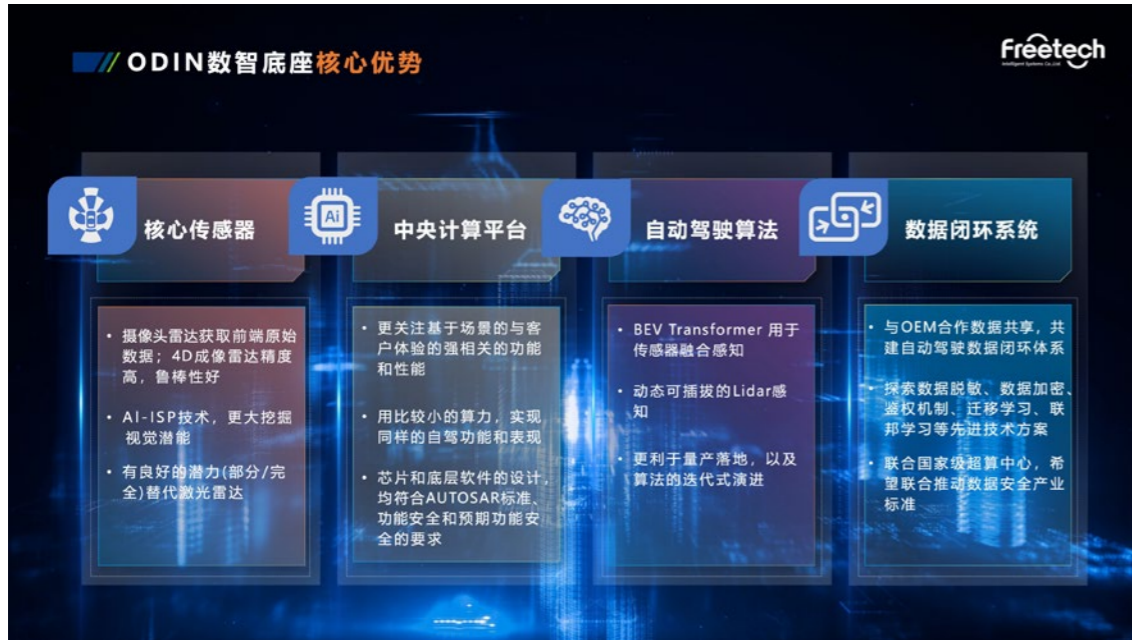 ODIN数智底座核心优势
Freetech
Intelligent Systems Co.,Ltd
核心传感器
• 摄像头雷达获取前端原始
数据；4D成像雷达精度
高，鲁棒性好
• AI-ISP技术，更大挖掘
视觉潜能
• 有良好的潜力(部分/完
全)替代激光雷达
Ai
中央计算平台
• 更关注基于场景的与客
户体验的强相关的功能
和性能
• 用比较小的算力，实现
同样的自驾功能和表现
• 芯片和底层软件的设计，
均符合AUTOSAR标准、
功能安全和预期功能安
全的要求
自动驾驶算法
• BEV Transformer 用于
传感器融合感知
• 动态可插拔的Lidar感
知
• 更利于量产落地，以及
算法的迭代式演进
数据闭环系统
• 与OEM合作数据共享，共
建自动驾驶数据闭环体系
• 探索数据脱敏、数据加密、
鉴权机制、迁移学习、联
邦学习等先进技术方案
• 联合国家级超算中心，希
望联合推动数据安全产业
标准